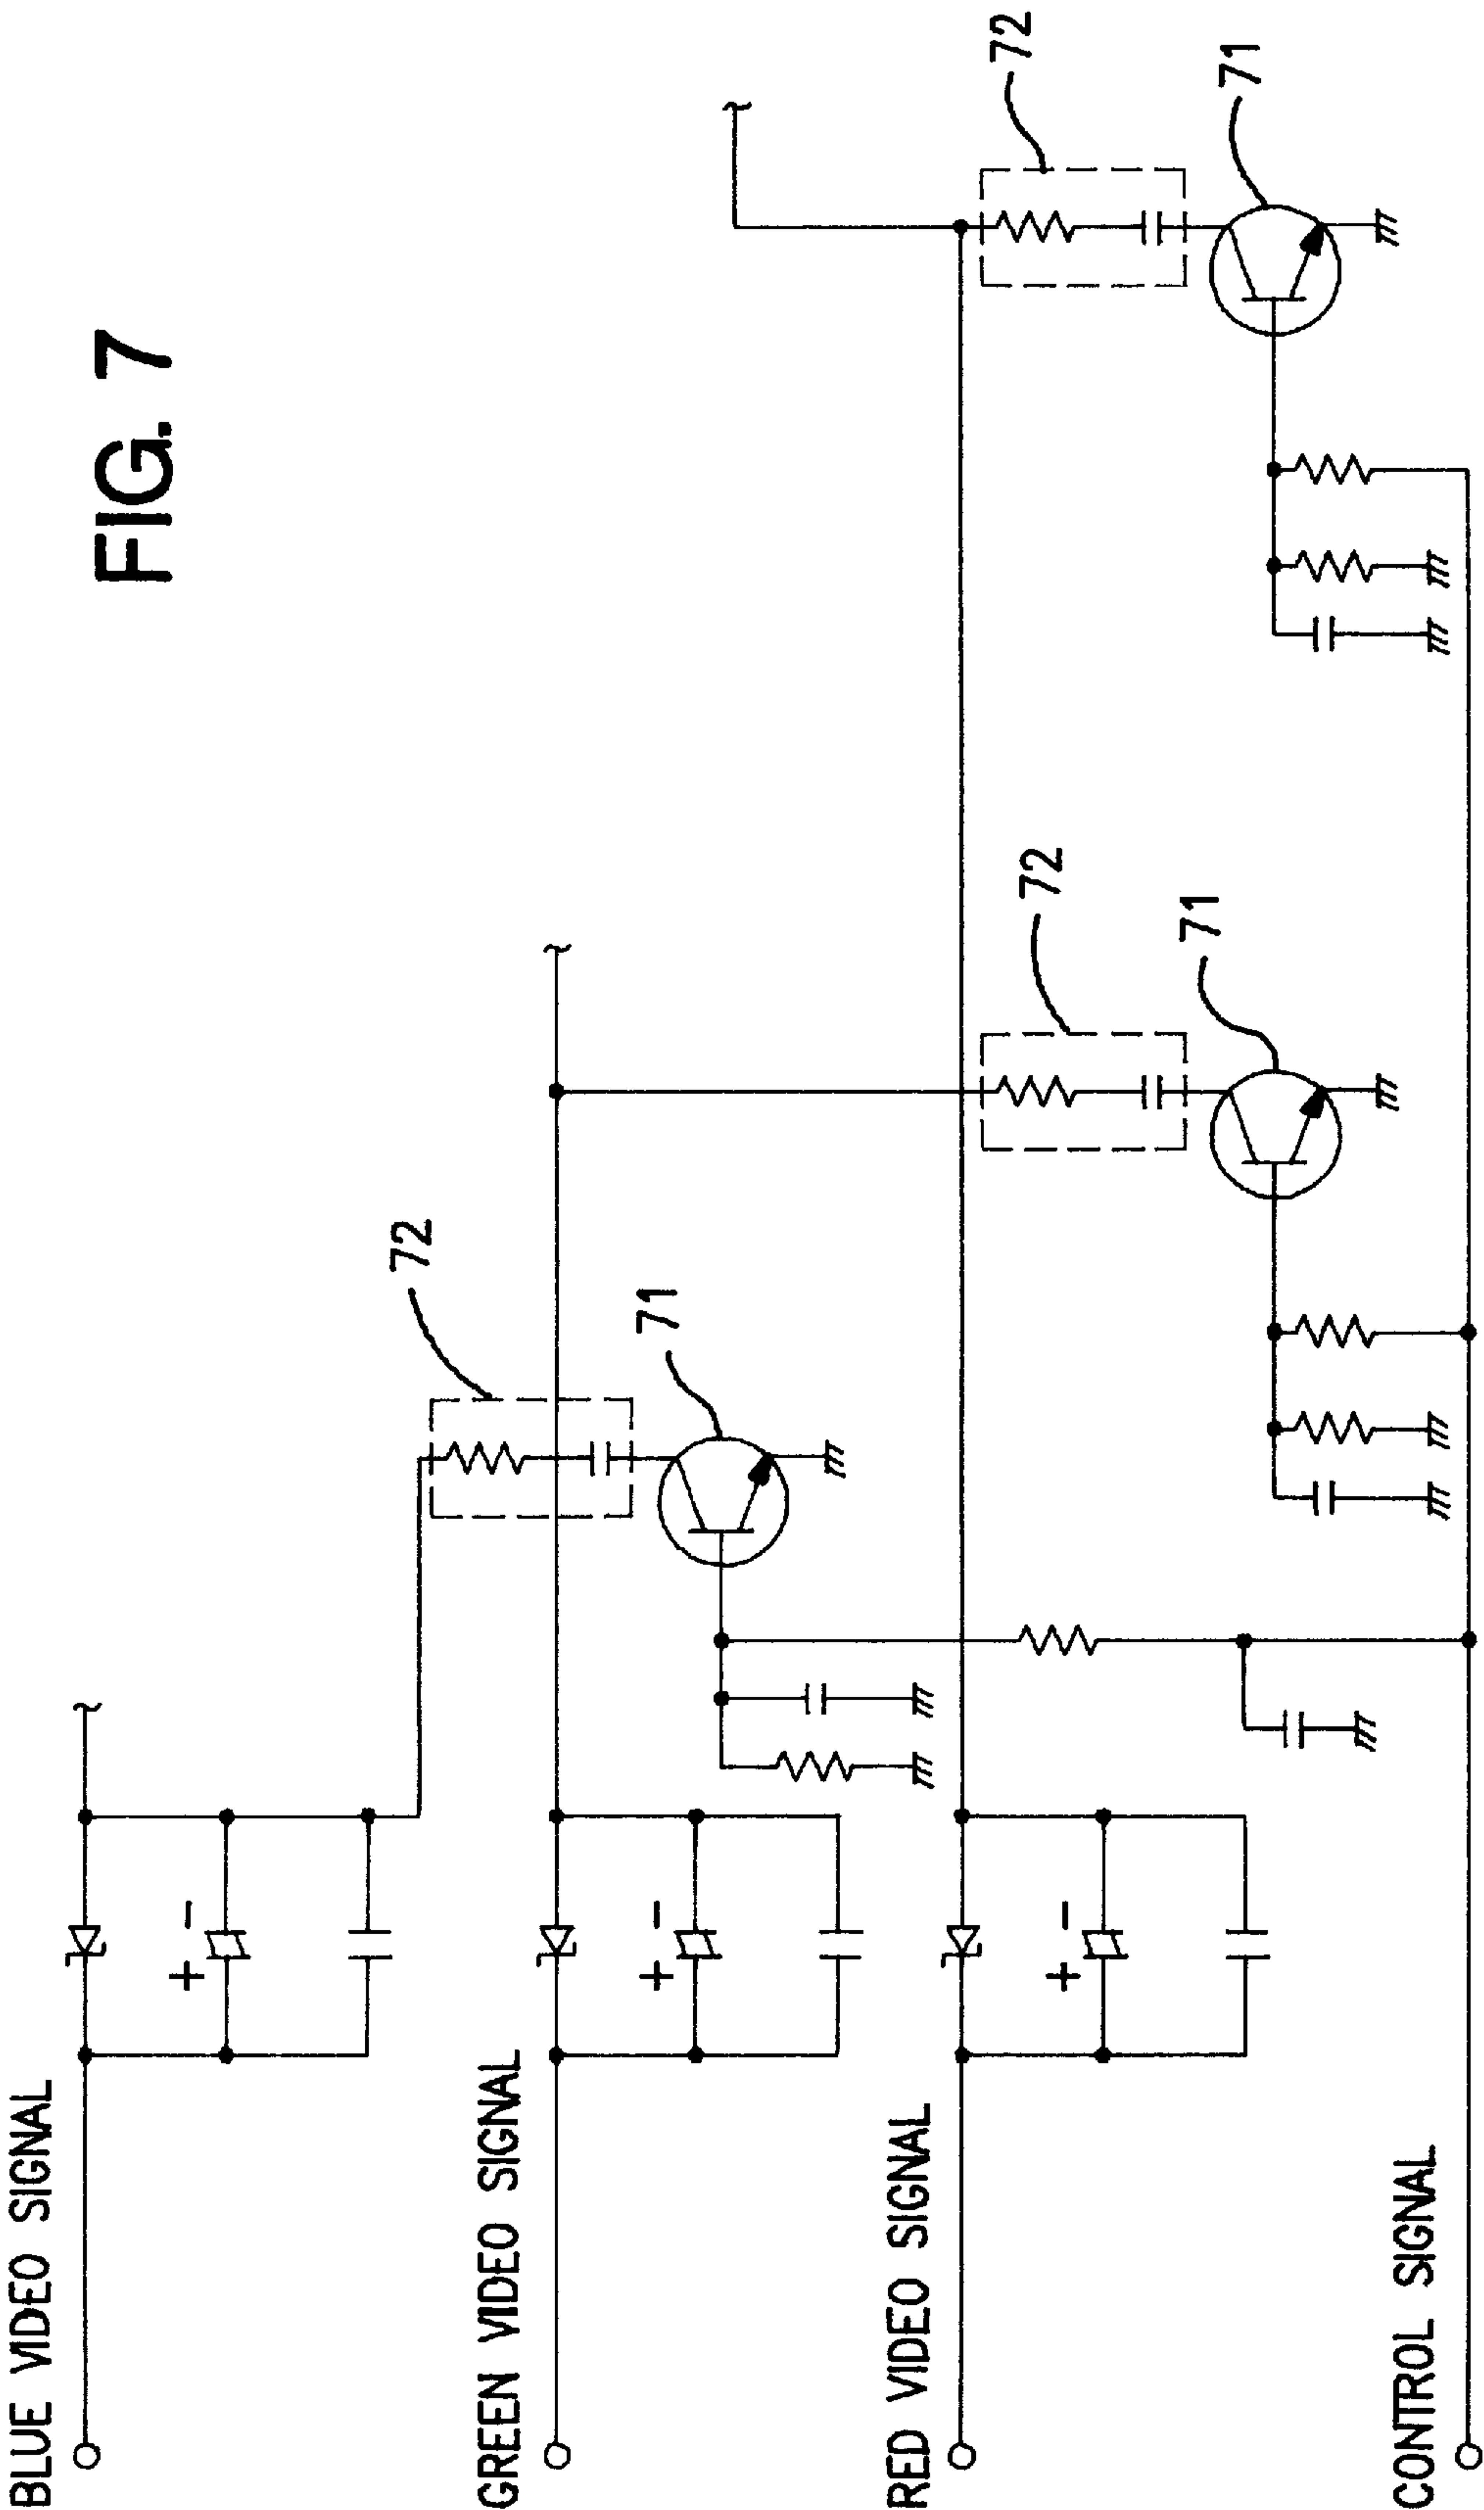 FIG. 7
BLUE VIDEO SIGNAL
+ -
72
71
GREEN VIDEO SIGNAL
+ -
72
71
RED VIDEO SIGNAL
+ -
72
71
CONTROL SIGNAL